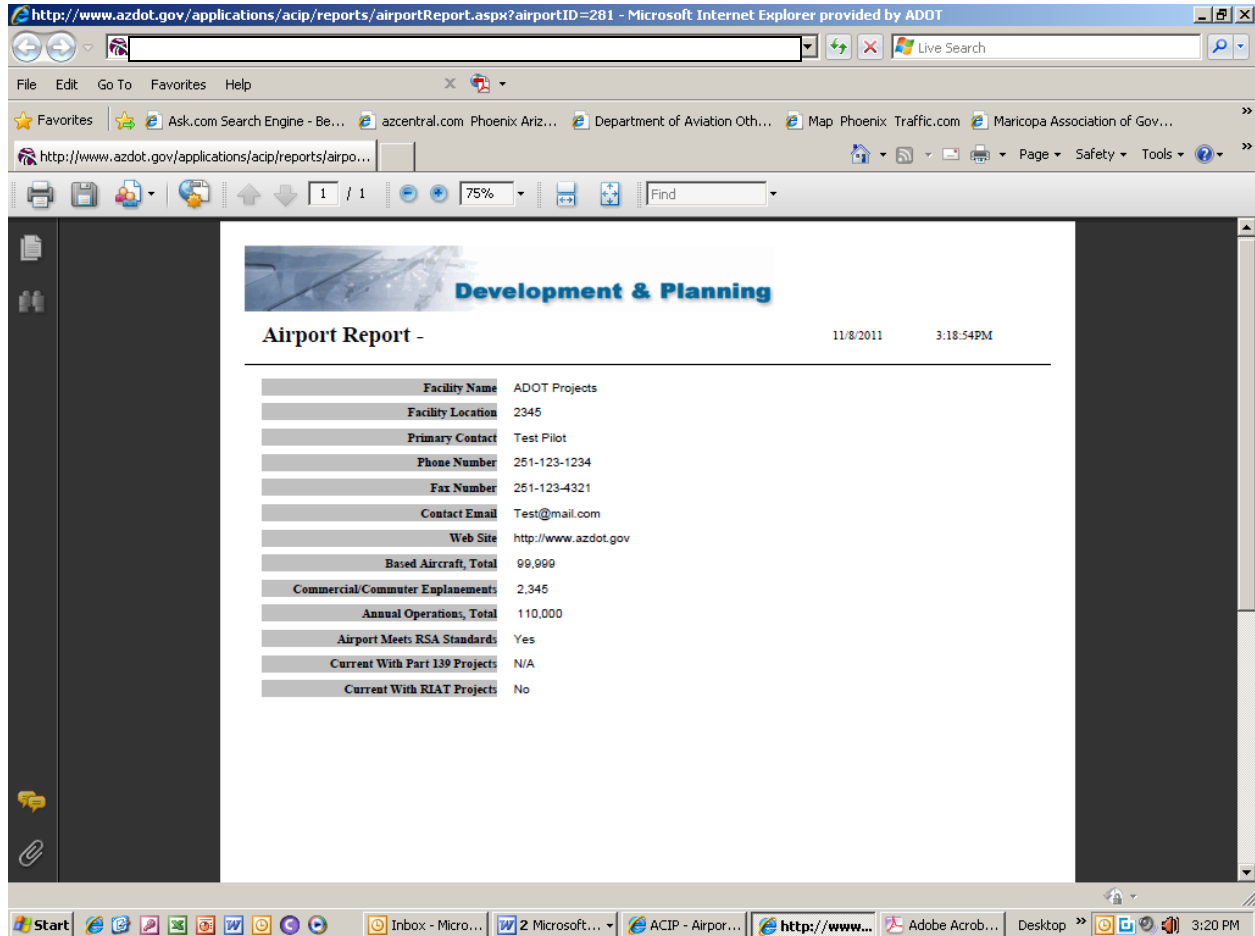 http://www.azdot.gov/applications/acip/reports/airportReport.aspx?airportID=281 - Microsoft Internet Explorer provided by ADOT
Live Search
File Edit Go To Favorites Help
Favorites Ask.com Search Engine - Be... azcentral.com Phoenix Ariz... Department of Aviation Oth... Map Phoenix Traffic.com Maricopa Association of Gov... »
http://www.azdot.gov/applications/acip/reports/airpo... Page Safety Tools »
1 / 1 75% Find
Development & Planning
Airport Report - 11/8/2011 3:18:54PM
Facility Name ADOT Projects
Facility Location 2345
Primary Contact Test Pilot
Phone Number 251-123-1234
Fax Number 251-123-4321
Contact Email Test@mail.com
Web Site http://www.azdot.gov
Based Aircraft, Total 99,999
Commercial/Commuter Enplanements 2,345
Annual Operations, Total 110,000
Airport Meets RSA Standards Yes
Current With Part 139 Projects N/A
Current With RIAT Projects No
Start Inbox - Micro... 2 Microsoft... ACIP - Airpor... http://www... Adobe Acrob... Desktop » 3:20 PM